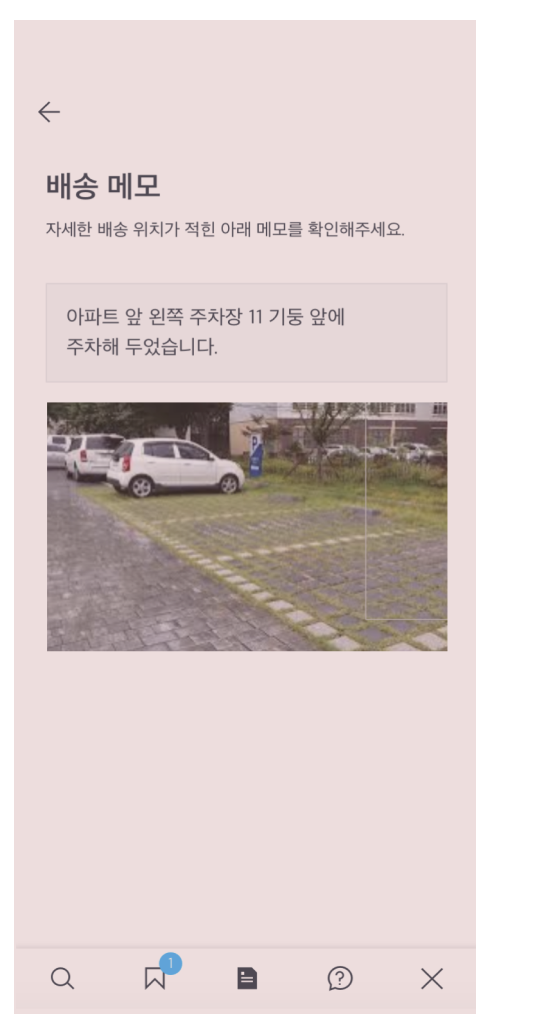 배송 메모
자세한 배송 위치가 적힌 아래 메모를 확인해주세요.
아파트 앞 왼쪽 주차장 11 기둥 앞에
주차해 두었습니다.
P
1